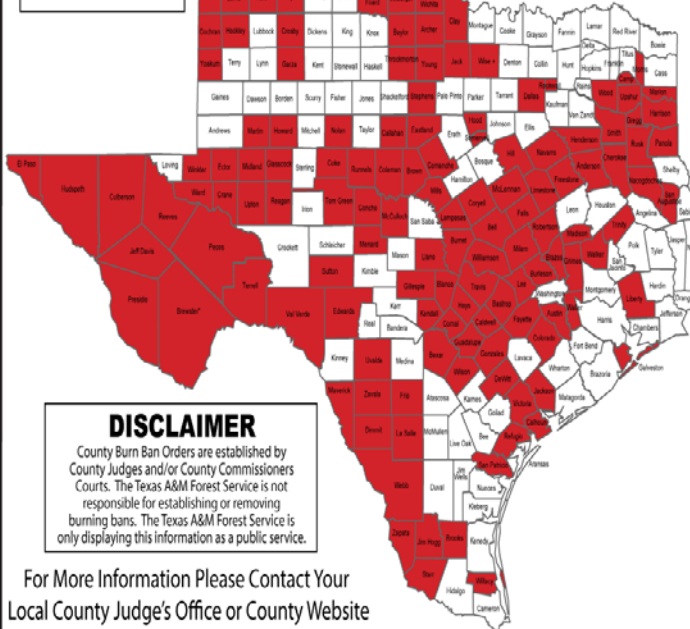 Wichita
Clay
Montague
Cooke
Grayson
Fannin
Lamar
Red River
Bowie
Cochran
Hockley
Lubbock
Crosby
Dickens
King
Knox
Baylor
Archer
Delta
Titus
Yoakum
Terry
Lynn
Garza
Kent
Stonewall
Haskell
Throckmorton
Young
Jack
Wise *
Denton
Collin
Hunt
Hopkins
Franklin
Morris
Cass
Camp
Gaines
Dawson
Borden
Scurry
Fisher
Jones
Shackelford
Stephens
Palo Pinto
Parker
Tarrant
Dallas
Rockwall
Kaufman
Rains
Van Zandt
Wood
Upshur
Marion
Harrison
Gregg
Andrews
Martin
Howard
Mitchell
Nolan
Taylor
Callahan
Eastland
Erath
Hood
Somervell
Johnson
Ellis
Henderson
Smith
Rusk
Panola
El Paso
Hudspeth
Culberson
Loving
Winkler
Ector
Midland
Glasscock
Sterling
Coke
Runnels
Coleman
Brown
Comanche
Bosque
Hill
Navarro
Anderson
Cherokee
Shelby
Reeves
Ward
Crane
Upton
Reagan
Irion
Tom Green
Concho
McCulloch
San Saba
Mills
Hamilton
Coryell
McLennan
Limestone
Freestone
Leon
Houston
Nacogdoches
San Augustine
Angelina
Jeff Davis
Pecos
Crockett
Schleicher
Menard
Mason
Llano
Lampasas
Burnet
Bell
Falls
Robertson
Madison
Trinity
Polk
Tyler
Jasper
Presidio
Brewster*
Terrell
Sutton
Kimble
Gillespie
Blanco
Williamson
Milam
Brazos
Grimes
Walker
San Jacinto
Val Verde
Edwards
Real
Kerr
Bandera
Kendall
Hays
Travis
Bastrop
Lee
Burleson
Washington
Montgomery
Liberty
Hardin
Orange
Jefferson
Kinney
Uvalde
Medina
Bexar
Comal
Guadalupe
Caldwell
Fayette
Austin
Waller
Harris
Chambers
Maverick
Zavala
Frio
Atascosa
Wilson
Gonzales
Lavaca
Colorado
Wharton
Fort Bend
Brazoria
Galveston
Dimmit
La Salle
McMullen
Live Oak
Karnes
DeWitt
Goliad
Victoria
Jackson
Matagorda
Calhoun
Bee
Refugio
San Patricio
Aransas
Webb
Duval
Jim Wells
Nueces
Kleberg
Zapata
Jim Hogg
Brooks
Kenedy
Starr
Hidalgo
Willacy
Cameron
DISCLAIMER
County Burn Ban Orders are established by
County Judges and/or County Commissioners
Courts. The Texas A&M Forest Service is not
responsible for establishing or removing
burning bans. The Texas A&M Forest Service is
only displaying this information as a public service.
For More Information Please Contact Your
Local County Judge's Office or County Website